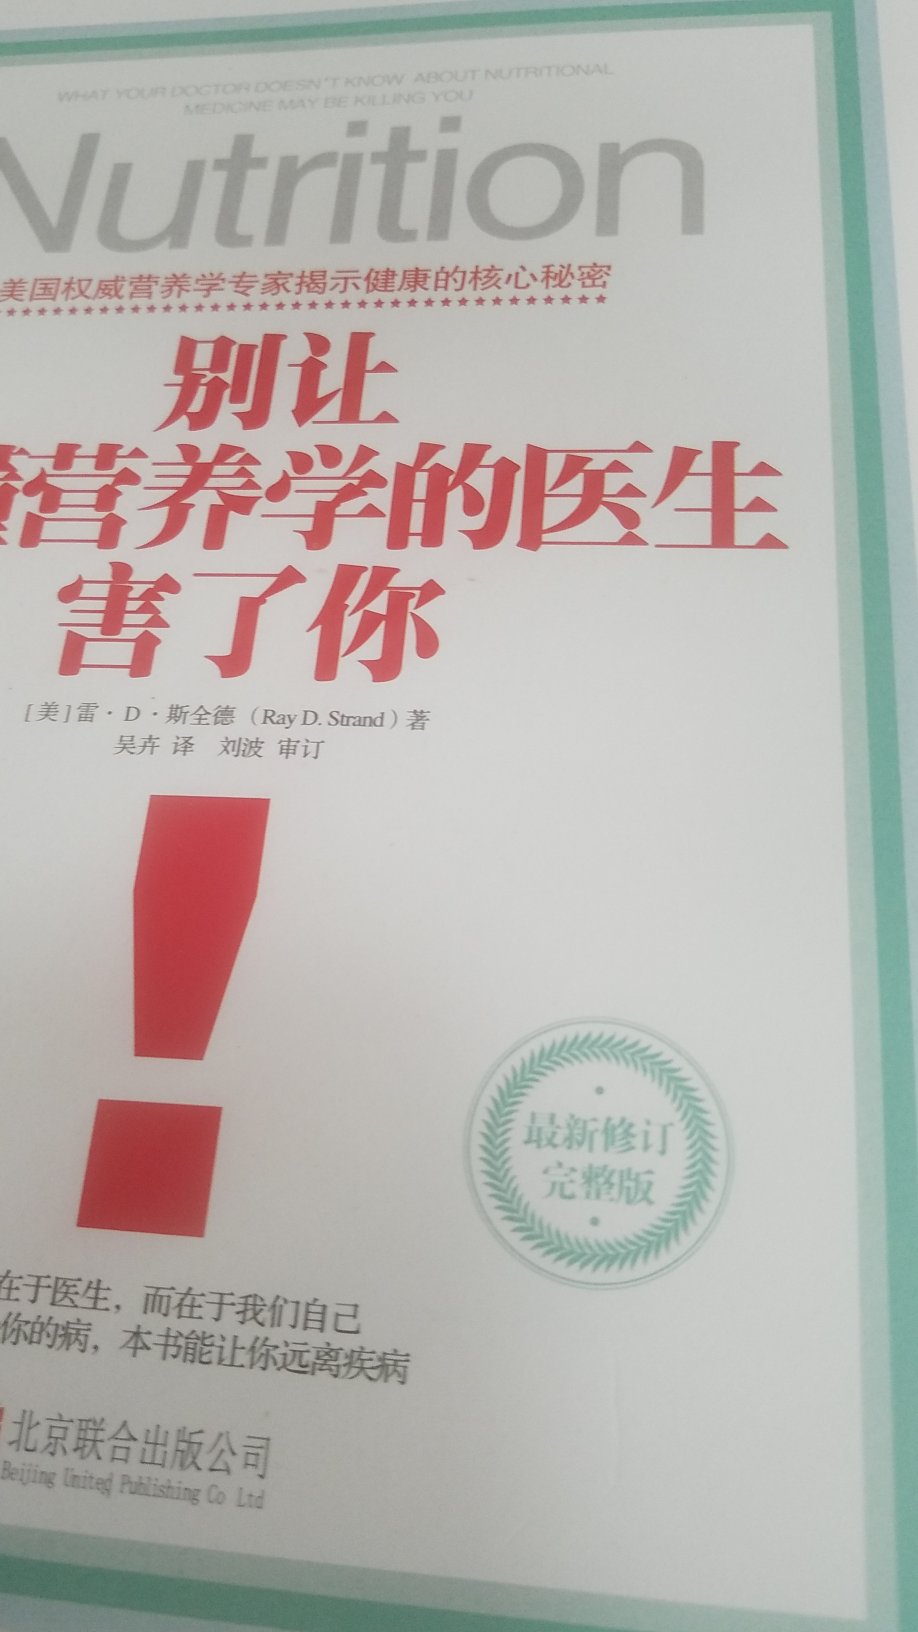 WHAT YOUR DOCTOR DOESN'T KNOW ABOUT NUTRITIONAL
MEDICINE MAY BE KILLING YOU
Nutrition
美国权威营养学专家揭示健康的核心秘密
别让
营养学的医生
害了你
[美]雷·D·斯全德（Ray D. Strand）著
吴卉 译 刘波 审订
最新修订
完整版
在于医生，而在于我们自己
你的病，本书能让你远离疾病
北京联合出版公司
Beijing United Publishing Co Ltd